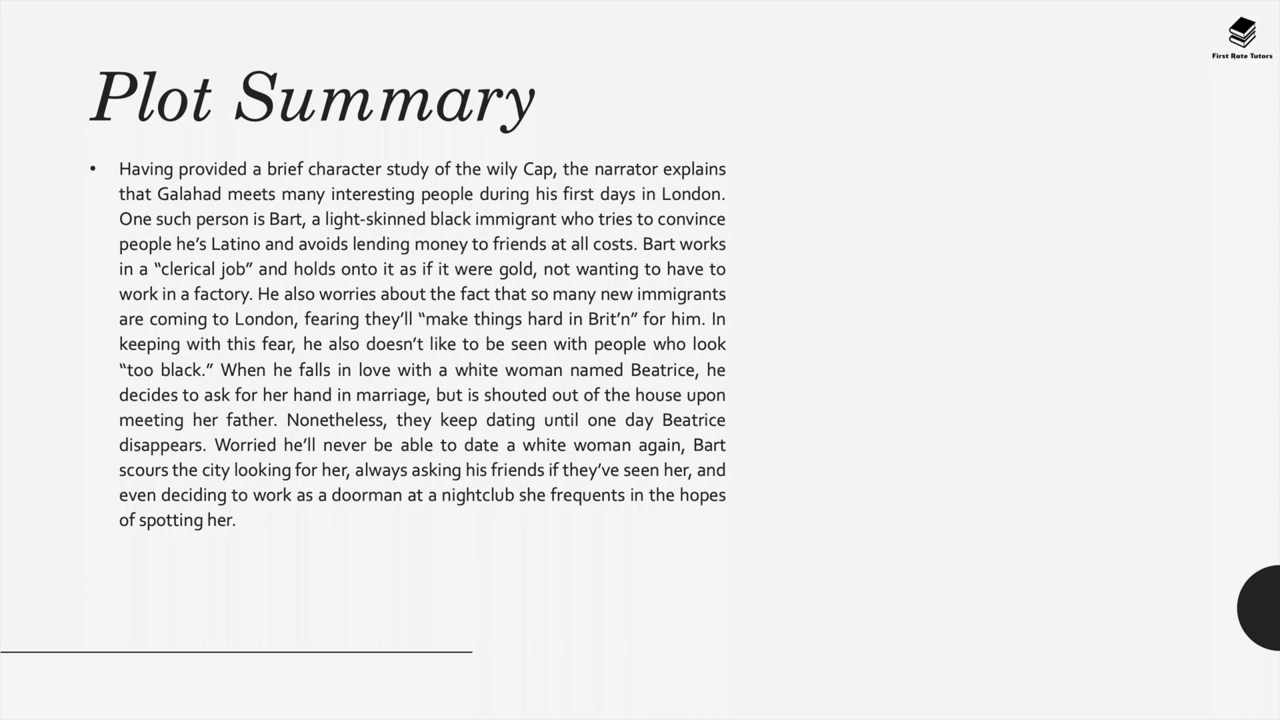 First Rate Tutors
Plot Summary
• Having provided a brief character study of the wily Cap, the narrator explains
that Galahad meets many interesting people during his first days in London.
One such person is Bart, a light-skinned black immigrant who tries to convince
people he’s Latino and avoids lending money to friends at all costs. Bart works
in a “clerical job” and holds onto it as if it were gold, not wanting to have to
work in a factory. He also worries about the fact that so many new immigrants
are coming to London, fearing they’ll “make things hard in Brit’n” for him. In
keeping with this fear, he also doesn’t like to be seen with people who look
“too black.” When he falls in love with a white woman named Beatrice, he
decides to ask for her hand in marriage, but is shouted out of the house upon
meeting her father. Nonetheless, they keep dating until one day Beatrice
disappears. Worried he’ll never be able to date a white woman again, Bart
scours the city looking for her, always asking his friends if they’ve seen her, and
even deciding to work as a doorman at a nightclub she frequents in the hopes
of spotting her.